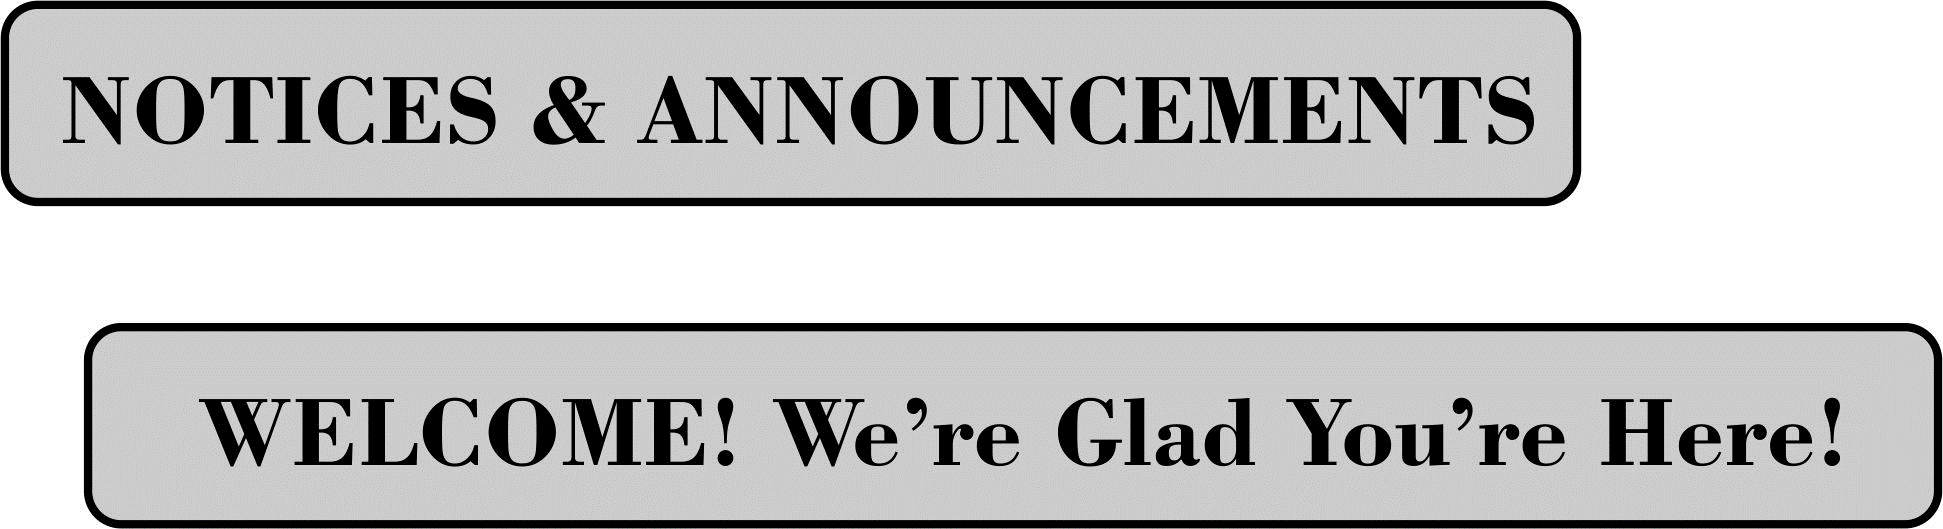 NOTICES & ANNOUNCEMENTS
WELCOME! We’re Glad You’re Here!